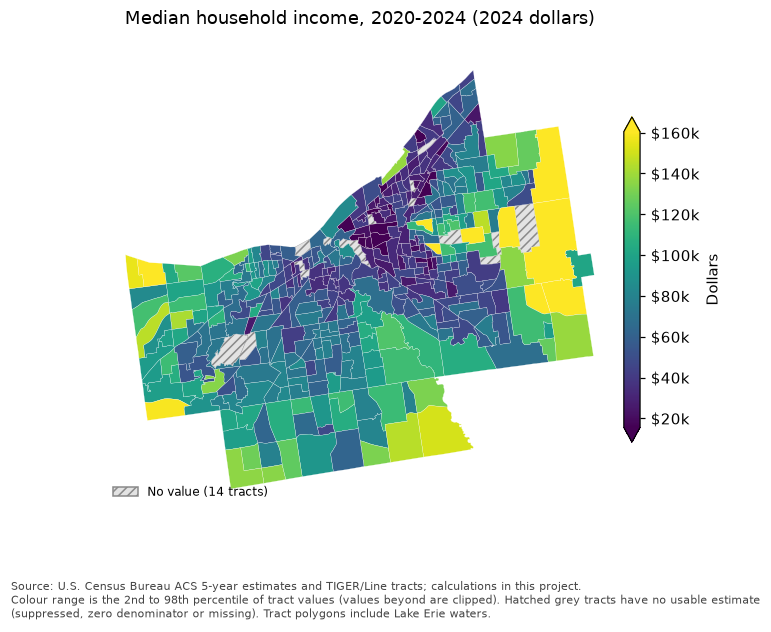 Median household income, 2020-2024 (2024 dollars)
$160k
$140k
$120k
$100k
$80k
$60k
$40k
$20k
Dollars
No value (14 tracts)
Source: U.S. Census Bureau ACS 5-year estimates and TIGER/Line tracts; calculations in this project.
Colour range is the 2nd to 98th percentile of tract values (values beyond are clipped). Hatched grey tracts have no usable estimate
(suppressed, zero denominator or missing). Tract polygons include Lake Erie waters.